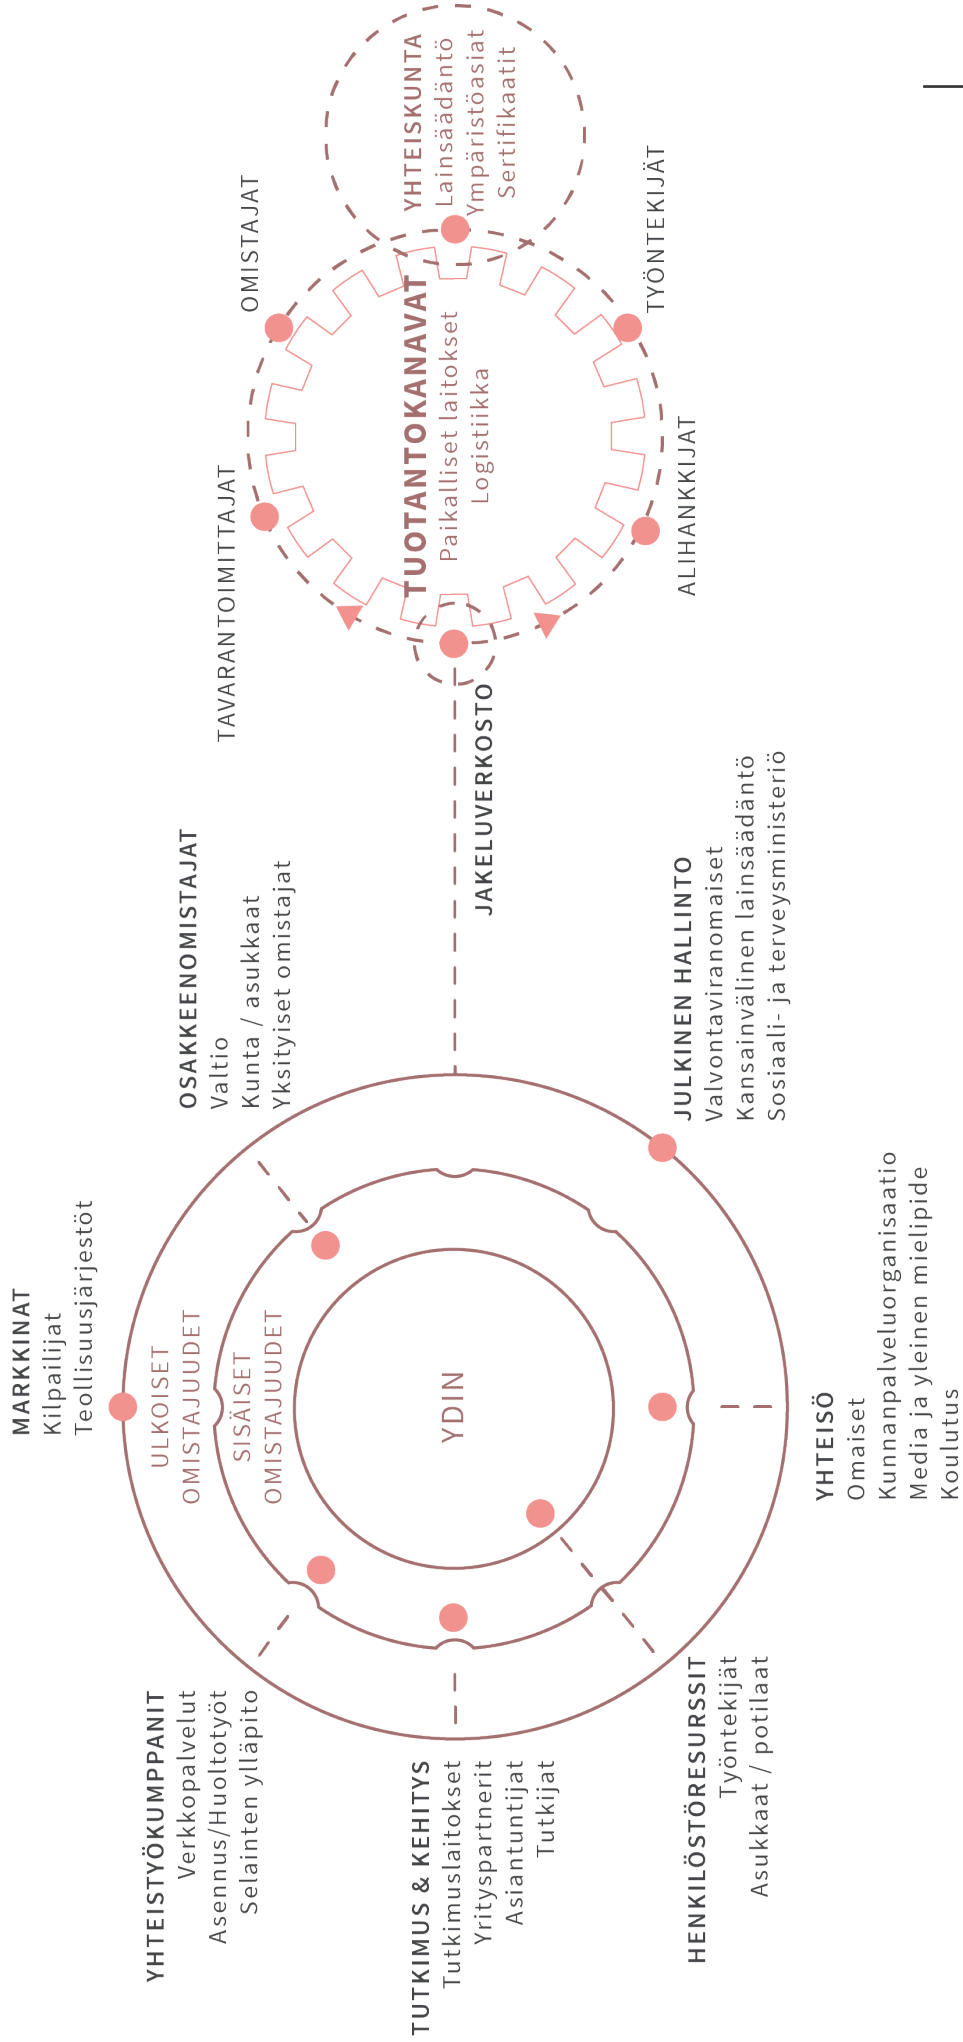 MARKKINAT
Kilpailijat
Teollisuusjärjestöt
YHTEISTYÖKUMPPANIT
Verkkopalvelut
Asennus/Huoltotyöt
Selainten ylläpito
TUTKIMUS & KEHITYS
Tutkimuslaitokset
Yrityspartnerit
Asiantuntijat
Tutkijat
HENKILÖSTÖRESURSSIT
Työntekijät
Asukkaat / potilaat
ULKOISET
OMISTAJUUDET
SISÄISET
OMISTAJUUDET
YDIN
YHTEISÖ
Omaiset
Kunnanpalveluorganisaatio
Media ja yleinen mielipide
Koulutus
OSAKKEENOMISTAJAT
Valtio
Kunta / asukkaat
Yksityiset omistajat
JULKINEN HALLINTO
Valvontaviranomaiset
Kansainvälinen lainsäädäntö
Sosiaali- ja terveysministeriö
JAKELUVERKOSTO
TAVARANTOIMITTAJAT
OMISTAJAT
TUOTANTOKANAVAT
Paikalliset laitokset
Logistiikka
ALIHANKKIJAT
TYÖNTEKIJÄT
YHTEISKUNTA
Lainsäädäntö
Ympäristöasiat
Sertifikaatit